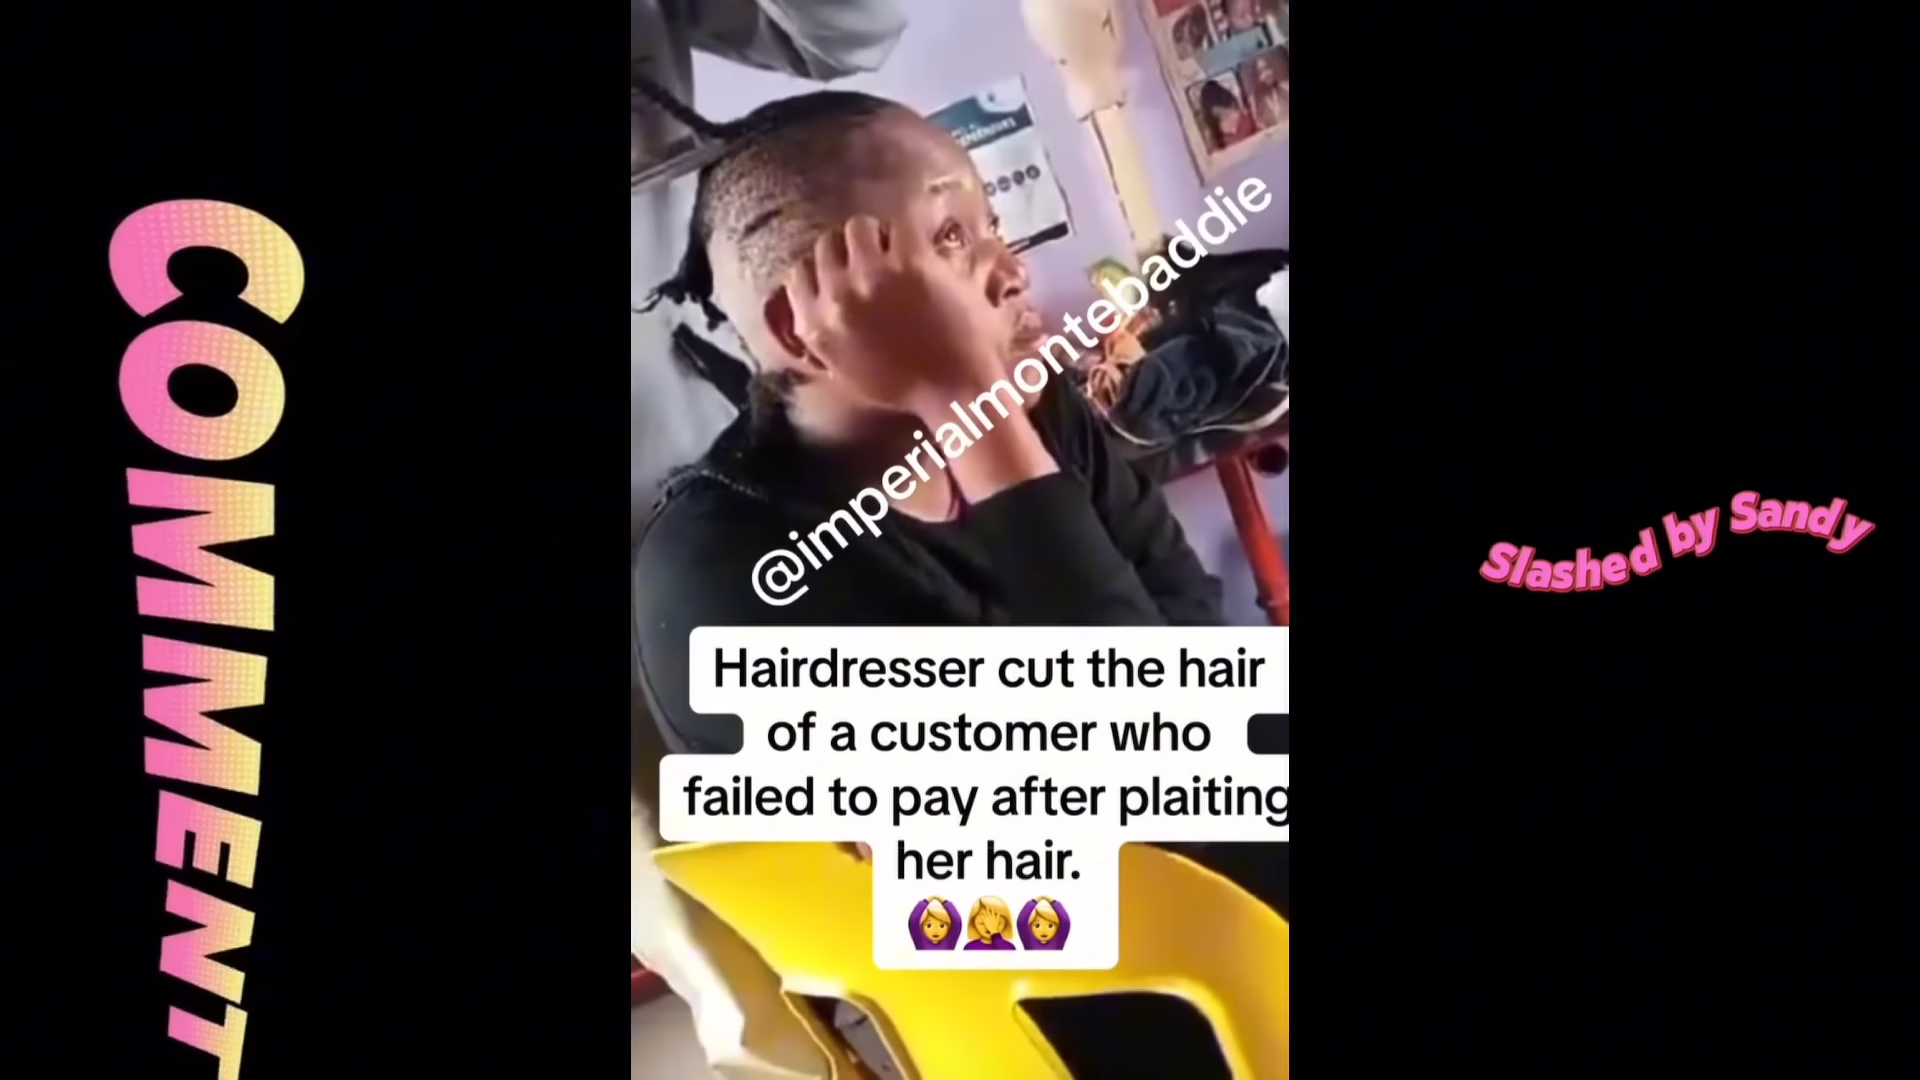 COMMENT
@imperialmontebaddie
Hairdresser cut the hair
of a customer who
failed to pay after plaiting
her hair.
🙆‍♀️🤦‍♀️🙆‍♀️
Slashed by Sandy